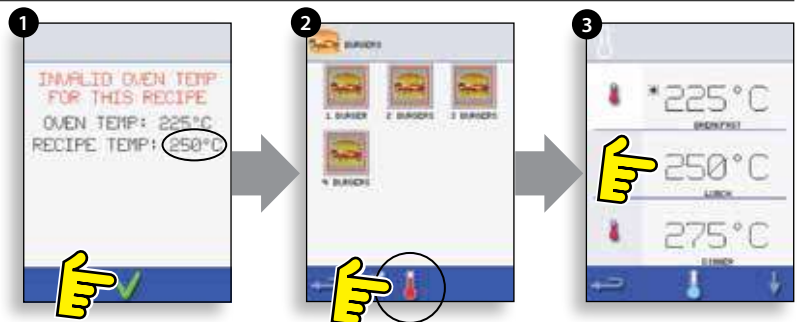 1
INVALID OVEN TEMP
FOR THIS RECIPE
OVEN TEMP: 225°C
RECIPE TEMP: 250°C
2
BURGERS
1 BURGER 2 BURGERS 3 BURGERS
4 BURGERS
3
*225°C
BREAKFAST
250°C
LUNCH
275°C
DINNER